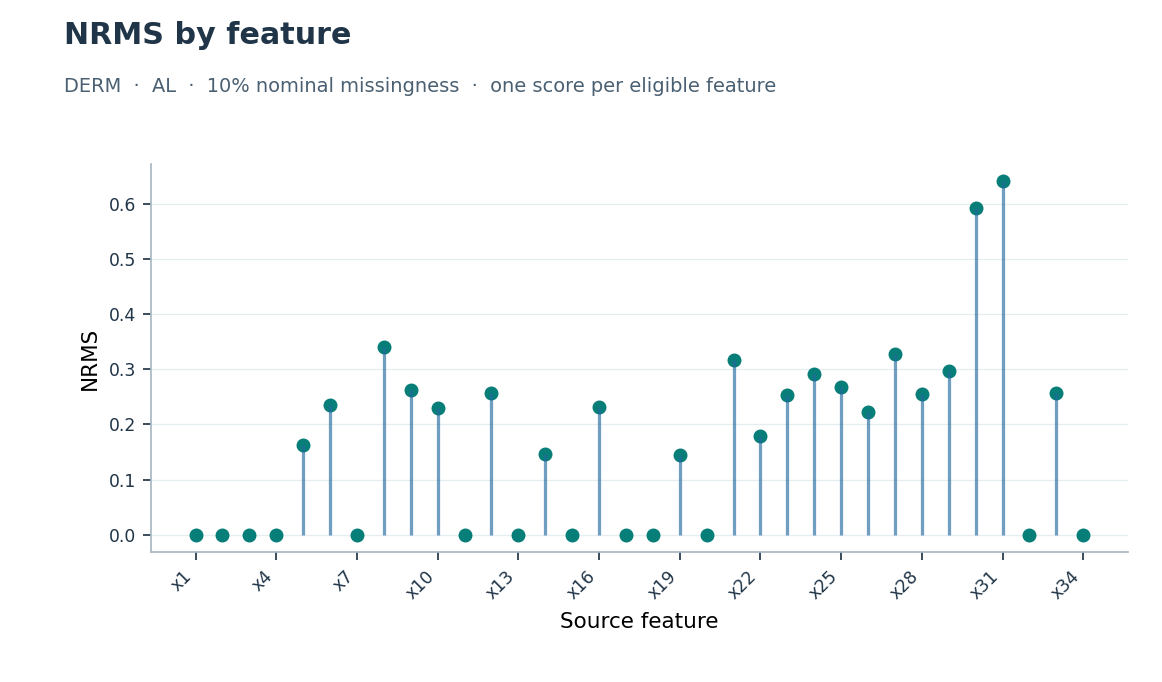 NRMS by feature
DERM · AL · 10% nominal missingness · one score per eligible feature
0.6
0.5
0.4
0.3
0.2
0.1
0.0
NRMS
x1 x4 x7 x10 x13 x16 x19 x22 x25 x28 x31 x34
Source feature